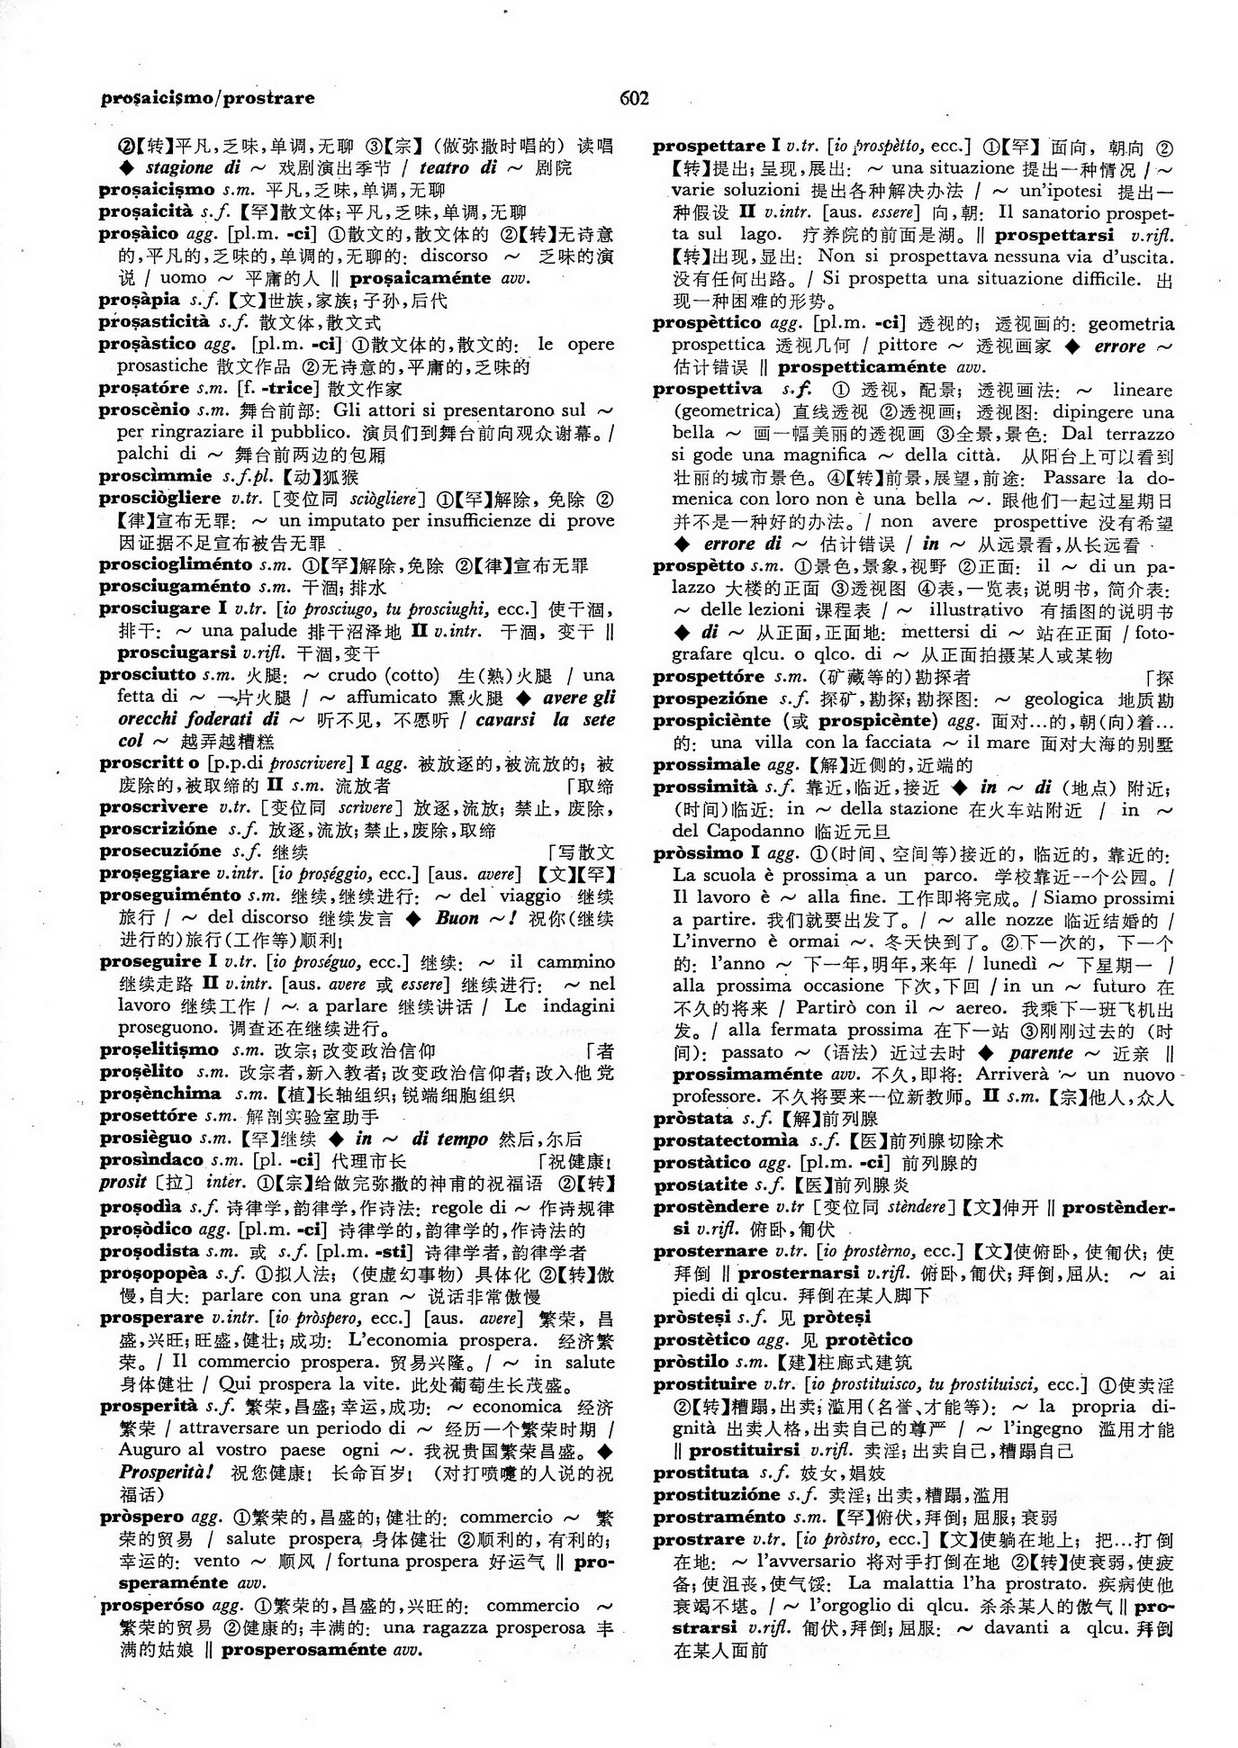 proṣaiciṣmo/prostrare
602
②【转】平凡,乏味,单调,无聊 ③【宗】(做弥撒时唱的) 读唱
◆ stagione di ~ 戏剧演出季节 / teatro di ~ 剧院
proṣaiciṣmo s.m. 平凡,乏味,单调,无聊
proṣaicità s.f. 【罕】散文体; 平凡,乏味,单调,无聊
proṣàico agg. [pl.m. -ci] ①散文的,散文体的 ②【转】无诗意
的,平凡的,乏味的,单调的,无聊的: discorso ~ 乏味的演
说 / uomo ~ 平庸的人 ‖ proṣaicaménte avv.
proṣàpia s.f. 【文】世族,家族; 子孙,后代
proṣasticità s.f. 散文体,散文式
proṣàstico agg. [pl.m. -ci] ①散文体的,散文的: le opere
prosastiche 散文作品 ②无诗意的,平庸的,乏味的
proṣatóre s.m. [f. -trice] 散文作家
proscènio s.m. 舞台前部: Gli attori si presentarono sul ~
per ringraziare il pubblico. 演员们到舞台前向观众谢幕。/
palchi di ~ 舞台前两边的包厢
proscìmmie s.f.pl. 【动】狐猴
prosciògliere v.tr. [变位同 sciògliere] ①【罕】解除, 免除 ②
【律】宣布无罪: ~ un imputato per insufficienze di prove
因证据不足宣布被告无罪
prosciogliménto s.m. ①【罕】解除,免除 ②【律】宣布无罪
prosciugaménto s.m. 干涸; 排水
prosciugare I v.tr. [io prosciugo, tu prosciughi, ecc.] 使干涸,
排干: ~ una palude 排干沼泽地 II v.intr. 干涸, 变干 ‖
prosciugarsi v.rifl. 干涸,变干
prosciutto s.m. 火腿: ~ crudo (cotto) 生(熟)火腿 / una
fetta di ~ 一片火腿 / ~ affumicato 熏火腿 ◆ avere gli
orecchi foderati di ~ 听不见, 不愿听 / cavarsi la sete
col ~ 越弄越糟糕
proscritt o [p.p.di proscrivere] I agg. 被放逐的,被流放的; 被
废除的,被取缔的 II s.m. 流放者 「取缔
proscrìvere v.tr. [变位同 scrìvere] 放逐,流放; 禁止, 废除,
proscrizióne s.f. 放逐,流放; 禁止,废除,取缔
prosecuzióne s.f. 继续 「写散文
proṣeggiare v.intr. [io proṣéggio, ecc.] [aus. avere] 【文】【罕】
proseguiménto s.m. 继续,继续进行: ~ del viaggio 继续
旅行 / ~ del discorso 继续发言 ◆ Buon ~! 祝你(继续
进行的)旅行(工作等)顺利!
proseguire I v.tr. [io proséguo, ecc.] 继续: ~ il cammino
继续走路 II v.intr. [aus. avere 或 essere] 继续进行: ~ nel
lavoro 继续工作 / ~ a parlare 继续讲话 / Le indagini
proseguono. 调查还在继续进行。
proṣelitiṣmo s.m. 改宗; 改变政治信仰 「者
proṣèlito s.m. 改宗者,新入教者; 改变政治信仰者; 改入他党
proṣènchima s.m. 【植】长轴组织; 锐端细胞组织
prosettóre s.m. 解剖实验室助手
prosièguo s.m. 【罕】继续 ◆ in ~ di tempo 然后,尔后
prosìndaco s.m. [pl. -ci] 代理市长 「祝健康!
prosit [拉] inter. ①【宗】给做完弥撒的神甫的祝福语 ②【转】
proṣodìa s.f. 诗律学,韵律学,作诗法: regole di ~ 作诗规律
proṣòdico agg. [pl.m. -ci] 诗律学的,韵律学的,作诗法的
proṣodista s.m. 或 s.f. [pl.m. -sti] 诗律学者,韵律学者
proṣopopèa s.f. ①拟人法; (使虚幻事物) 具体化 ②【转】傲
慢,自大: parlare con una gran ~ 说话非常傲慢
prosperare v.intr. [io pròspero, ecc.] [aus. avere] 繁荣, 昌
盛,兴旺; 旺盛,健壮; 成功: L'economia prospera. 经济繁
荣。/ Il commercio prospera. 贸易兴隆。/ ~ in salute
身体健壮 / Qui prospera la vite. 此处葡萄生长茂盛。
prosperità s.f. 繁荣,昌盛; 幸运,成功: ~ economica 经济
繁荣 / attraversare un periodo di ~ 经历一个繁荣时期 /
Auguro al vostro paese ogni ~. 我祝贵国繁荣昌盛。◆
Prosperità! 祝您健康! 长命百岁! (对打喷嚏的人说的祝
福话)
pròspero agg. ①繁荣的,昌盛的; 健壮的: commercio ~ 繁
荣的贸易 / salute prospera 身体健壮 ②顺利的, 有利的;
幸运的: vento ~ 顺风 / fortuna prospera 好运气 ‖ pro-
speraménte avv.
prosperóso agg. ①繁荣的,昌盛的,兴旺的: commercio ~
繁荣的贸易 ②健康的; 丰满的: una ragazza prosperosa 丰
满的姑娘 ‖ prosperosaménte avv.
prospettare I v.tr. [io prospètto, ecc.] ①【罕】 面向, 朝向 ②
【转】提出; 呈现,展出: ~ una situazione 提出一种情况 / ~
varie soluzioni 提出各种解决办法 / ~ un'ipotesi 提出一
种假设 II v.intr. [aus. essere] 向,朝: Il sanatorio prospet-
ta sul lago. 疗养院的前面是湖。‖ prospettarsi v.rifl.
【转】出现,显出: Non si prospettava nessuna via d'uscita.
没有任何出路。/ Si prospetta una situazione difficile. 出
现一种困难的形势。
prospèttico agg. [pl.m. -ci] 透视的; 透视画的: geometria
prospettica 透视几何 / pittore ~ 透视画家 ◆ errore ~
估计错误 ‖ prospetticaménte avv.
prospettiva s.f. ① 透视, 配景; 透视画法: ~ lineare
(geometrica) 直线透视 ②透视画; 透视图: dipingere una
bella ~ 画一幅美丽的透视画 ③全景,景色: Dal terrazzo
si gode una magnifica ~ della città. 从阳台上可以看到
壮丽的城市景色。④【转】前景,展望,前途: Passare la do-
menica con loro non è una bella ~. 跟他们一起过星期日
并不是一种好的办法。/ non avere prospettive 没有希望
◆ errore di ~ 估计错误 / in ~ 从远景看,从长远看
prospètto s.m. ①景色,景象,视野 ②正面: il ~ di un pa-
lazzo 大楼的正面 ③透视图 ④表,一览表; 说明书, 简介表:
~ delle lezioni 课程表 / ~ illustrativo 有插图的说明书
◆ di ~ 从正面,正面地: mettersi di ~ 站在正面 / foto-
grafare qlcu. o qlco. di ~ 从正面拍摄某人或某物
prospettóre s.m. (矿藏等的)勘探者 「探
prospezióne s.f. 探矿,勘探; 勘探图: ~ geologica 地质勘
prospiciènte (或 prospicènte) agg. 面对…的,朝(向)着…
的: una villa con la facciata ~ il mare 面对大海的别墅
prossimale agg. 【解】近侧的,近端的
prossimità s.f. 靠近,临近,接近 ◆ in ~ di (地点) 附近;
(时间)临近: in ~ della stazione 在火车站附近 / in ~
del Capodanno 临近元旦
pròssimo I agg. ①(时间、空间等)接近的, 临近的, 靠近的:
La scuola è prossima a un parco. 学校靠近一个公园。/
Il lavoro è ~ alla fine. 工作即将完成。/ Siamo prossimi
a partire. 我们就要出发了。/ ~ alle nozze 临近结婚的 /
L'inverno è ormai ~. 冬天快到了。②下一次的, 下一个
的: l'anno ~ 下一年,明年,来年 / lunedì ~ 下星期一 /
alla prossima occasione 下次,下回 / in un ~ futuro 在
不久的将来 / Partirò con il ~ aereo. 我乘下一班飞机出
发。/ alla fermata prossima 在下一站 ③刚刚过去的 (时
间): passato ~ (语法) 近过去时 ◆ parente ~ 近亲 ‖
prossimaménte avv. 不久,即将: Arriverà ~ un nuovo
professore. 不久将要来一位新教师。II s.m. 【宗】他人,众人
pròstata s.f. 【解】前列腺
prostatectomìa s.f. 【医】前列腺切除术
prostàtico agg. [pl.m. -ci] 前列腺的
prostatite s.f. 【医】前列腺炎
prostèndere v.tr [变位同 stèndere] 【文】伸开 ‖ prostènder-
si v.rifl. 俯卧,匍伏
prosternare v.tr. [io prostèrno, ecc.] 【文】使俯卧, 使匍伏; 使
拜倒 ‖ prosternarsi v.rifl. 俯卧,匍伏; 拜倒,屈从: ~ ai
piedi di qlcu. 拜倒在某人脚下
pròsteṣi s.f. 见 pròteṣi
prostètico agg. 见 protètico
pròstilo s.m. 【建】柱廊式建筑
prostituire v.tr. [io prostituisco, tu prostituisci, ecc.] ①使卖淫
②【转】糟蹋,出卖; 滥用(名誉、才能等): ~ la propria di-
gnità 出卖人格,出卖自己的尊严 / ~ l'ingegno 滥用才能
‖ prostituirsi v.rifl. 卖淫; 出卖自己,糟蹋自己
prostituta s.f. 妓女,娼妓
prostituzióne s.f. 卖淫; 出卖,糟蹋,滥用
prostraménto s.m. 【罕】俯伏,拜倒; 屈服; 衰弱
prostrare v.tr. [io pròstro, ecc.] 【文】使躺在地上; 把…打倒
在地: ~ l'avversario 将对手打倒在地 ②【转】使衰弱,使疲
备; 使沮丧,使气馁: La malattia l'ha prostrato. 疾病使他
衰竭不堪。/ ~ l'orgoglio di qlcu. 杀杀某人的傲气 ‖ pro-
strarsi v.rifl. 匍伏,拜倒; 屈服: ~ davanti a qlcu. 拜倒
在某人面前